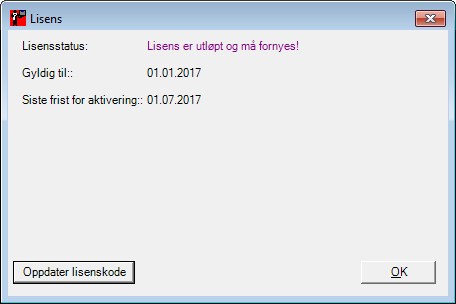 Lisens
Lisensstatus: Lisens er utløpt og må fornyes!
Gyldig til:: 01.01.2017
Siste frist for aktivering:: 01.07.2017
Oppdater lisenskode OK